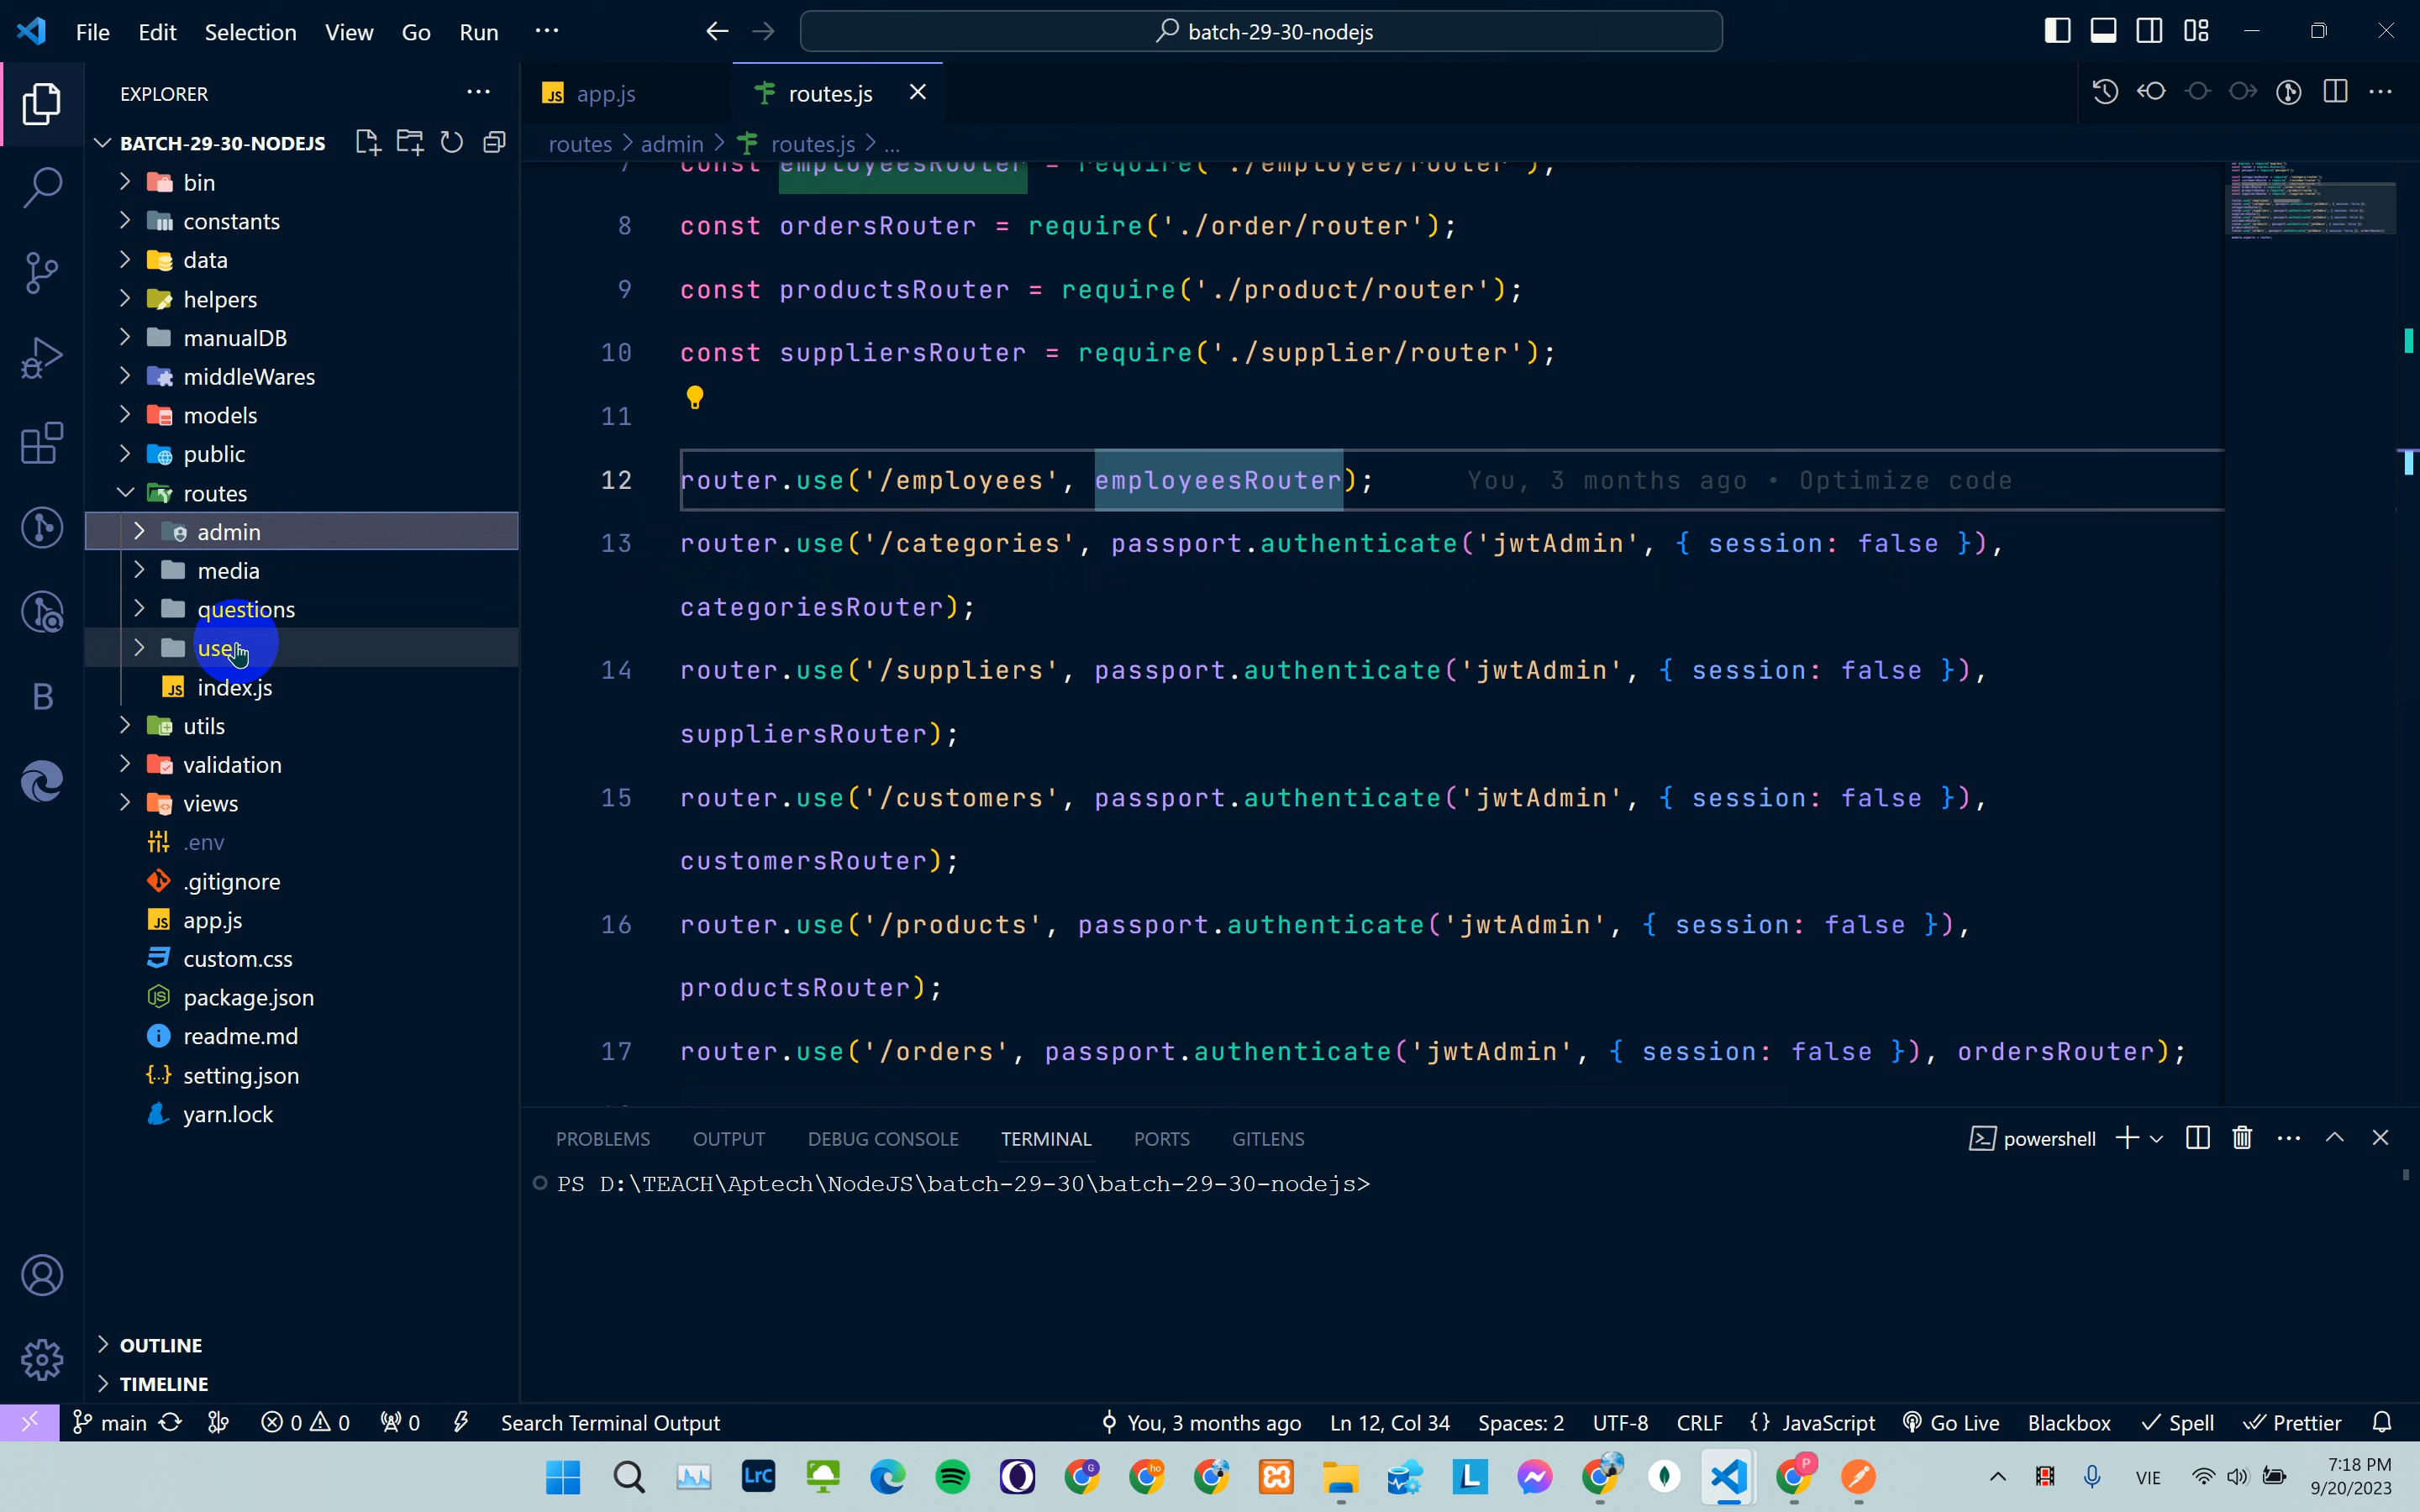 File Edit Selection View Go Run ···
batch-29-30-nodejs
EXPLORER
BATCH-29-30-NODEJS
bin
constants
data
helpers
manualDB
middleWares
models
public
routes
admin
media
questions
index.js
utils
validation
views
.env
.gitignore
app.js
custom.css
package.json
readme.md
setting.json
yarn.lock
OUTLINE
TIMELINE
app.js routes.js
routes > admin > routes.js > ...
7 const employeesRouter = require('./employee/router');
8 const ordersRouter = require('./order/router');
9 const productsRouter = require('./product/router');
10 const suppliersRouter = require('./supplier/router');
11
12 router.use('/employees', employeesRouter); You, 3 months ago • Optimize code
13 router.use('/categories', passport.authenticate('jwtAdmin', { session: false }),
categoriesRouter);
14 router.use('/suppliers', passport.authenticate('jwtAdmin', { session: false }),
suppliersRouter);
15 router.use('/customers', passport.authenticate('jwtAdmin', { session: false }),
customersRouter);
16 router.use('/products', passport.authenticate('jwtAdmin', { session: false }),
productsRouter);
17 router.use('/orders', passport.authenticate('jwtAdmin', { session: false }), ordersRouter);
PROBLEMS OUTPUT DEBUG CONSOLE TERMINAL PORTS GITLENS
powershell
PS D:\TEACH\Aptech\NodeJS\batch-29-30\batch-29-30-nodejs>
main 0 0 0 Search Terminal Output You, 3 months ago Ln 12, Col 34 Spaces: 2 UTF-8 CRLF {} JavaScript Go Live Blackbox Spell Prettier
LrC
VIE
7:18 PM
9/20/2023